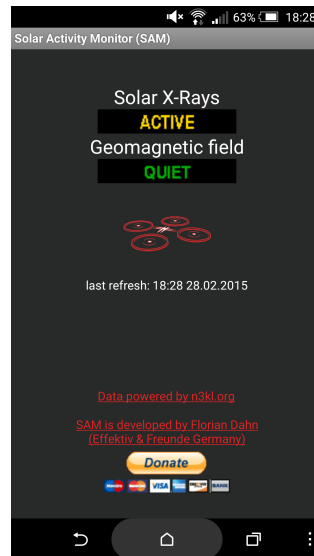 63% 18:28
Solar Activity Monitor (SAM)
Solar X-Rays
ACTIVE
Geomagnetic field
QUIET
last refresh: 18:28 28.02.2015
Data powered by n3kl.org
SAM is developed by Florian Dahn
(Effektiv & Freunde Germany)
Donate
VISA BANK